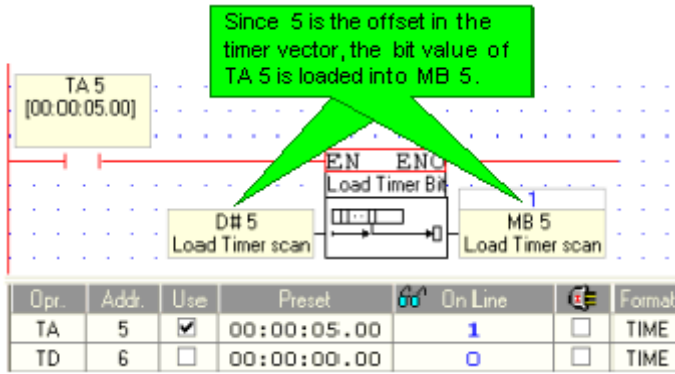 Since 5 is the offset in the
timer vector, the bit value of
TA 5 is loaded into MB 5.
TA 5
[00:00:05.00]
EN ENO
Load Timer Bit
1
D# 5
Load Timer scan
MB 5
Load Timer scan
Opr. Addr. Use Preset On Line Format
TA 5 00:00:05.00 1 TIME
TD 6 00:00:00.00 0 TIME